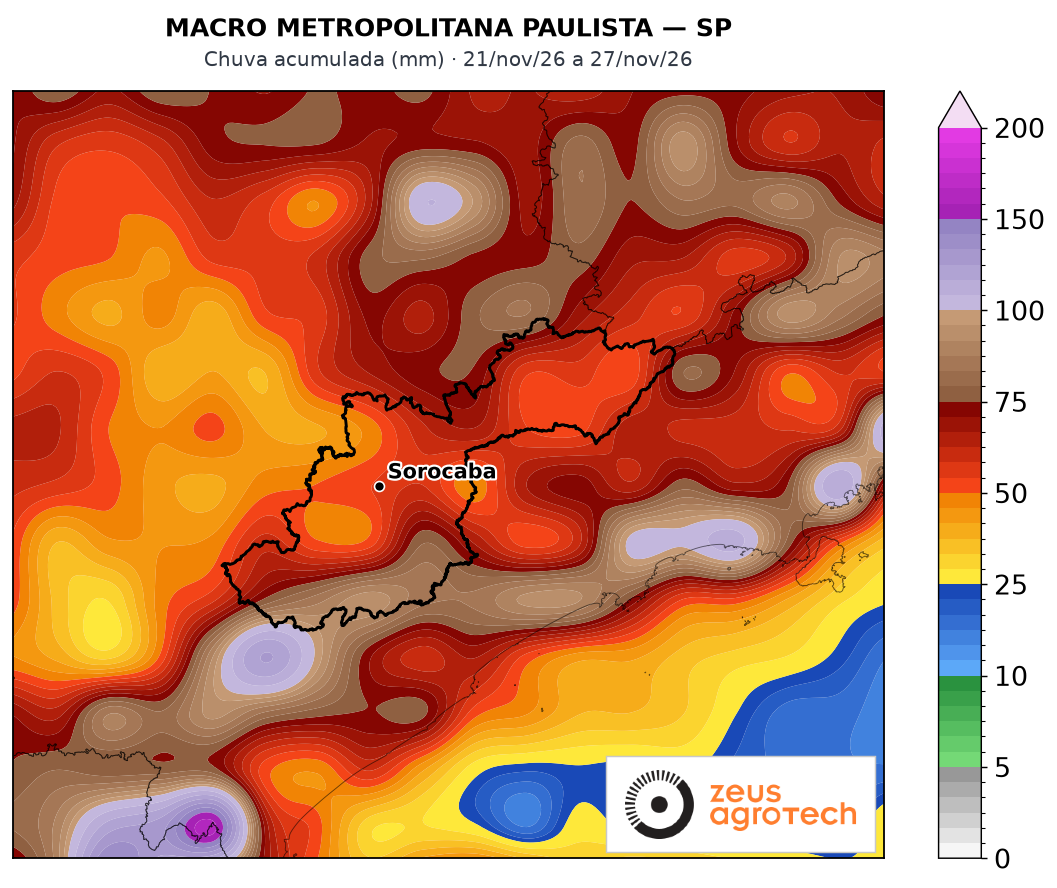 MACRO METROPOLITANA PAULISTA — SP
Chuva acumulada (mm) · 21/nov/26 a 27/nov/26
Sorocaba
200
150
100
75
50
25
10
5
0
zeus
agrotech